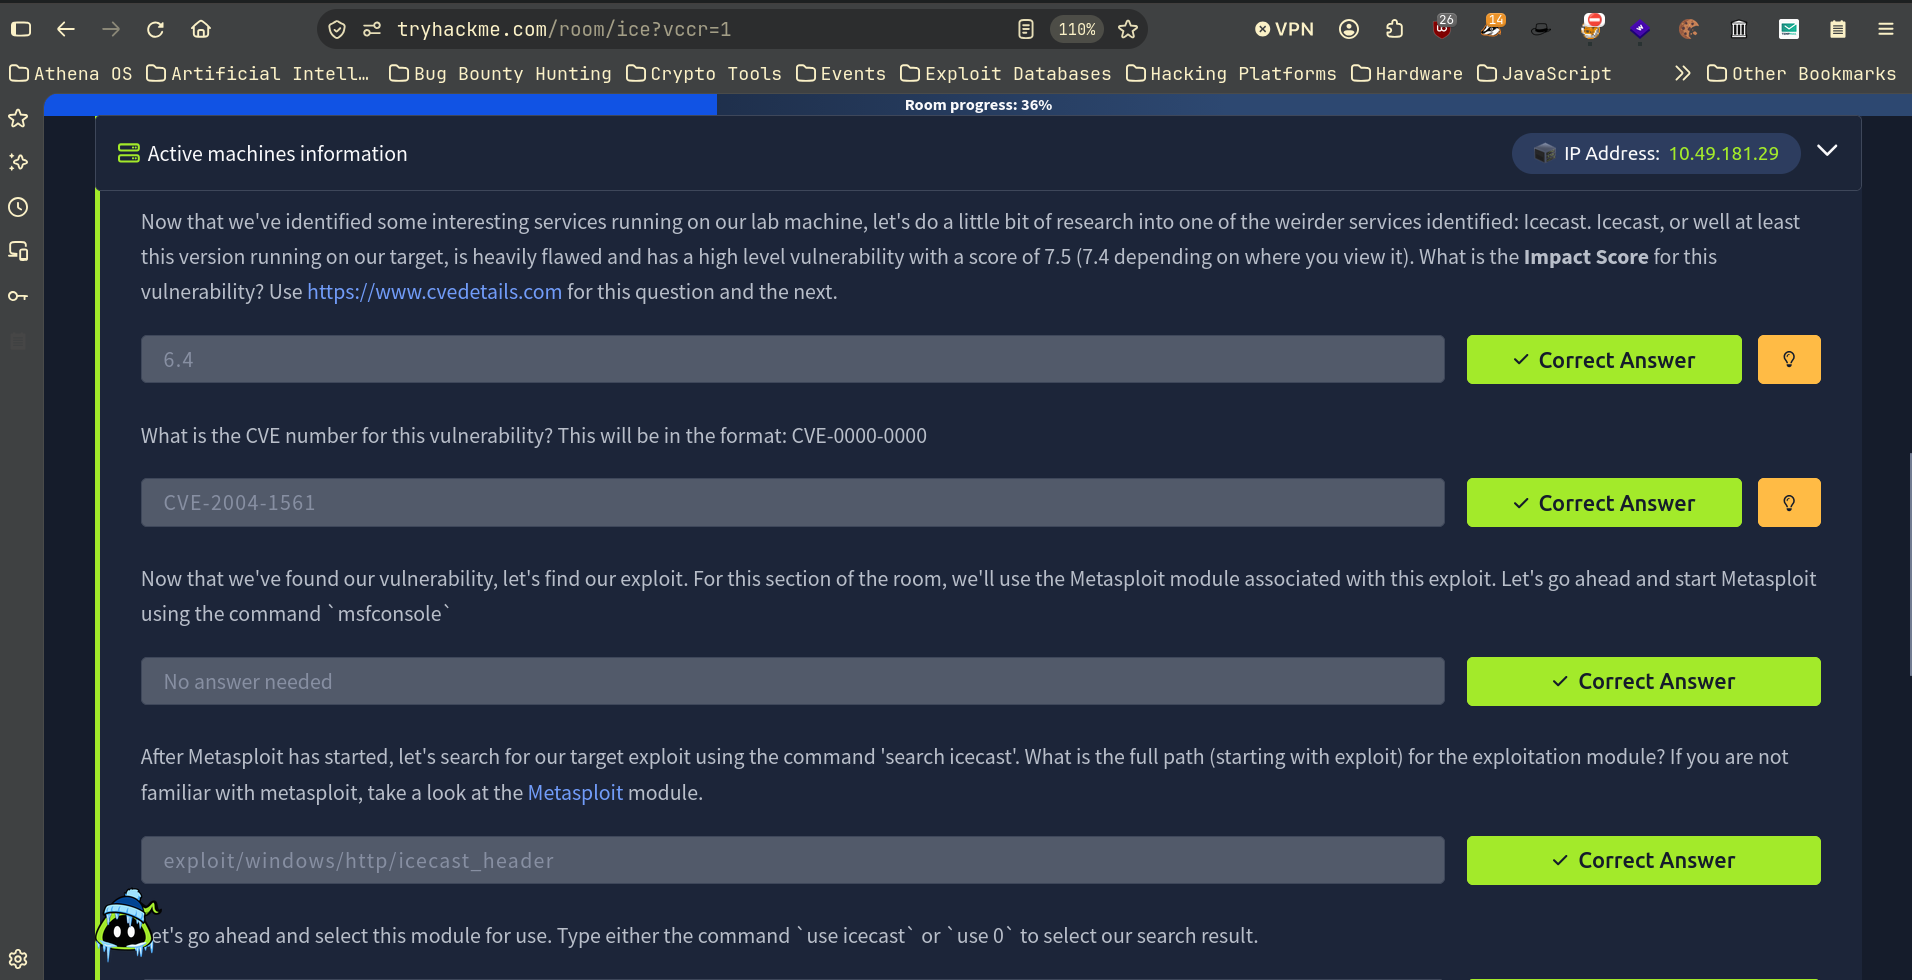 tryhackme.com/room/ice?vccr=1
110%
VPN
26
14
Athena OS
Artificial Intell…
Bug Bounty Hunting
Crypto Tools
Events
Exploit Databases
Hacking Platforms
Hardware
JavaScript
Other Bookmarks
Room progress: 36%
Active machines information
IP Address: 10.49.181.29
Now that we've identified some interesting services running on our lab machine, let's do a little bit of research into one of the weirder services identified: Icecast. Icecast, or well at least
this version running on our target, is heavily flawed and has a high level vulnerability with a score of 7.5 (7.4 depending on where you view it). What is the Impact Score for this
vulnerability? Use https://www.cvedetails.com for this question and the next.
6.4
Correct Answer
What is the CVE number for this vulnerability? This will be in the format: CVE-0000-0000
CVE-2004-1561
Correct Answer
Now that we've found our vulnerability, let's find our exploit. For this section of the room, we'll use the Metasploit module associated with this exploit. Let's go ahead and start Metasploit
using the command `msfconsole`
No answer needed
Correct Answer
After Metasploit has started, let's search for our target exploit using the command 'search icecast'. What is the full path (starting with exploit) for the exploitation module? If you are not
familiar with metasploit, take a look at the Metasploit module.
exploit/windows/http/icecast_header
Correct Answer
et's go ahead and select this module for use. Type either the command `use icecast` or `use 0` to select our search result.